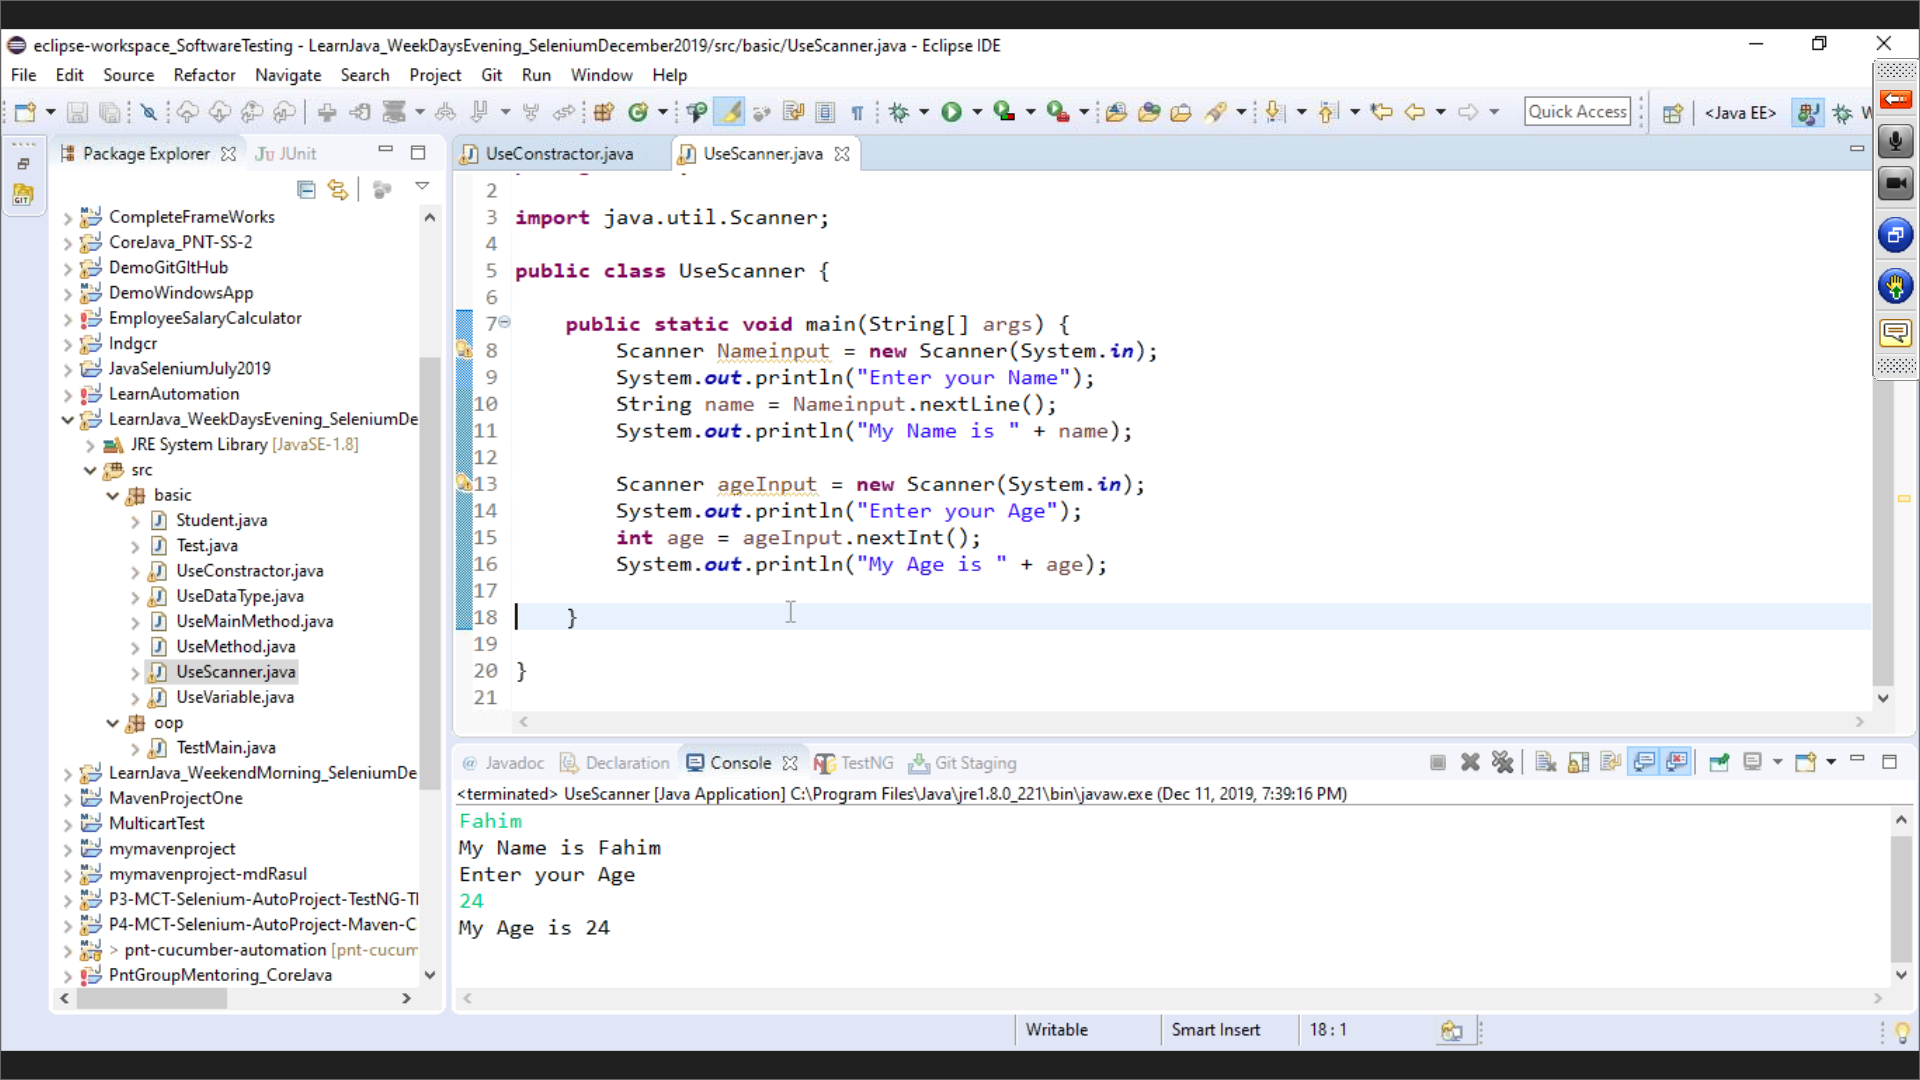 eclipse-workspace_SoftwareTesting - LearnJava_WeekDaysEvening_SeleniumDecember2019/src/basic/UseScanner.java - Eclipse IDE
File Edit Source Refactor Navigate Search Project Git Run Window Help
Quick Access <Java EE>
Package Explorer JUnit
GIT
CompleteFrameWorks
CoreJava_PNT-SS-2
DemoGitGItHub
DemoWindowsApp
EmployeeSalaryCalculator
Indgcr
JavaSeleniumJuly2019
LearnAutomation
LearnJava_WeekDaysEvening_SeleniumDe
JRE System Library [JavaSE-1.8]
src
basic
Student.java
Test.java
UseConstractor.java
UseDataType.java
UseMainMethod.java
UseMethod.java
UseScanner.java
UseVariable.java
oop
TestMain.java
LearnJava_WeekendMorning_SeleniumDe
MavenProjectOne
MulticartTest
mymavenproject
mymavenproject-mdRasul
P3-MCT-Selenium-AutoProject-TestNG-T
P4-MCT-Selenium-AutoProject-Maven-C
> pnt-cucumber-automation [pnt-cucum
PntGroupMentoring_CoreJava
UseConstractor.java UseScanner.java
2
3 import java.util.Scanner;
4
5 public class UseScanner {
6
7 public static void main(String[] args) {
8 Scanner Nameinput = new Scanner(System.in);
9 System.out.println("Enter your Name");
10 String name = Nameinput.nextLine();
11 System.out.println("My Name is " + name);
12
13 Scanner ageInput = new Scanner(System.in);
14 System.out.println("Enter your Age");
15 int age = ageInput.nextInt();
16 System.out.println("My Age is " + age);
17
18 }
19
20 }
21
@ Javadoc Declaration Console TestNG Git Staging
<terminated> UseScanner [Java Application] C:\Program Files\Java\jre1.8.0_221\bin\javaw.exe (Dec 11, 2019, 7:39:16 PM)
Fahim
My Name is Fahim
Enter your Age
24
My Age is 24
Writable Smart Insert 18 : 1